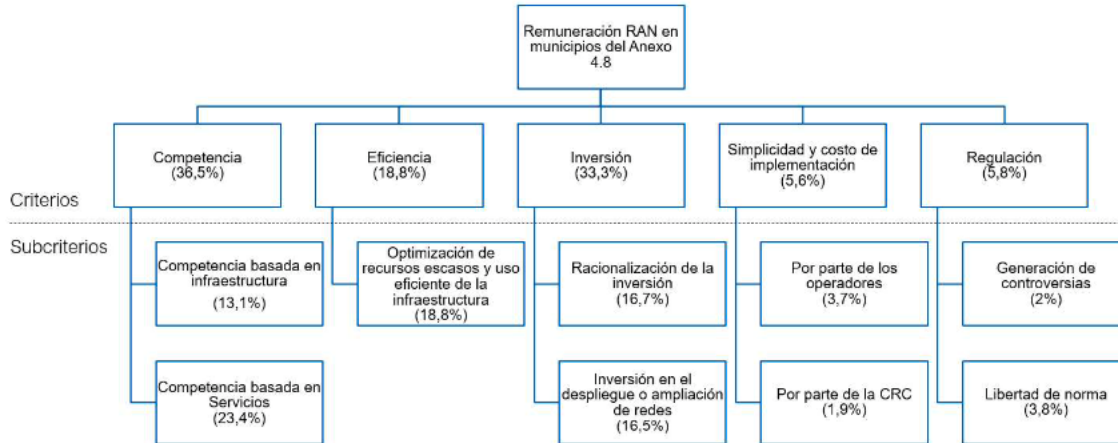 Remuneración RAN en
municipios del Anexo
4.8
Competencia
(36,5%)
Eficiencia
(18,8%)
Inversión
(33,3%)
Simplicidad y costo de
implementación
(5,6%)
Regulación
(5,8%)
Criterios
Subcriterios
Competencia basada en
infraestructura
(13,1%)
Optimización de
recursos escasos y uso
eficiente de la
infraestructura
(18,8%)
Racionalización de la
inversión
(16,7%)
Por parte de los
operadores
(3,7%)
Generación de
controversias
(2%)
Competencia basada en
Servicios
(23,4%)
Inversión en el
despliegue o ampliación
de redes
(16,5%)
Por parte de la CRC
(1,9%)
Libertad de norma
(3,8%)